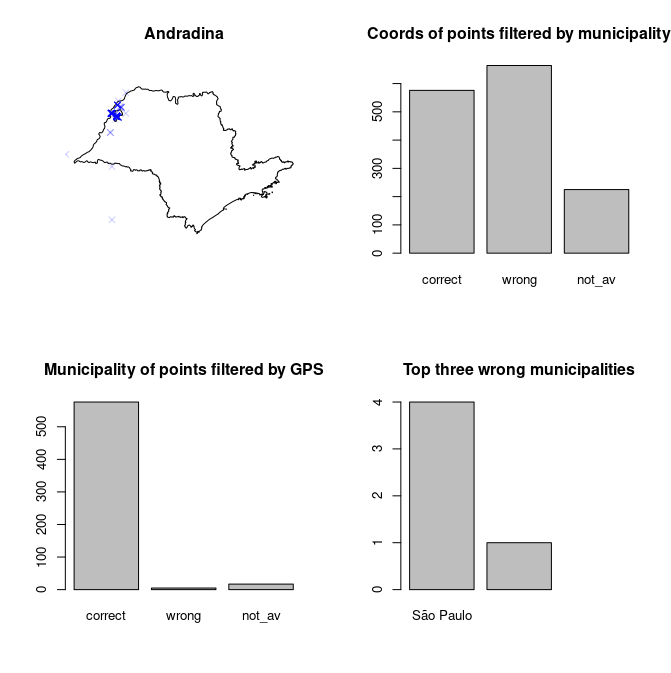 Andradina
Coords of points filtered by municipality
500
300
100
0
correct wrong not_av
Municipality of points filtered by GPS
500
400
300
200
100
0
correct wrong not_av
Top three wrong municipalities
4
3
2
1
0
São Paulo